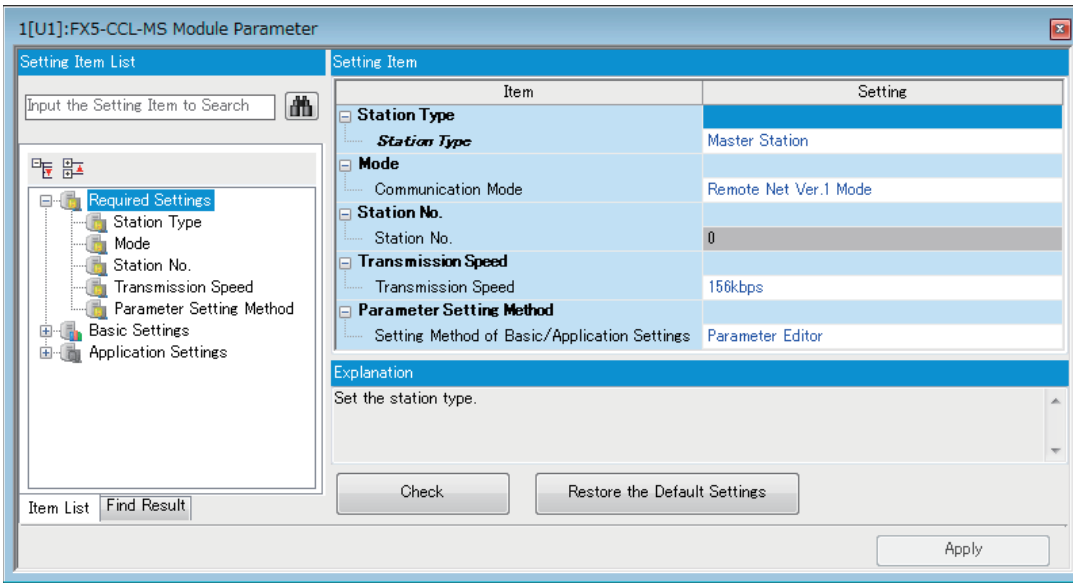 1[U1]:FX5-CCL-MS Module Parameter
Setting Item List
Input the Setting Item to Search
Required Settings
Station Type
Mode
Station No.
Transmission Speed
Parameter Setting Method
Basic Settings
Application Settings
Item List Find Result
Setting Item
Item Setting
Station Type
Station Type Master Station
Mode
Communication Mode Remote Net Ver.1 Mode
Station No.
Station No. 0
Transmission Speed
Transmission Speed 156kbps
Parameter Setting Method
Setting Method of Basic/Application Settings Parameter Editor
Explanation
Set the station type.
Check Restore the Default Settings
Apply